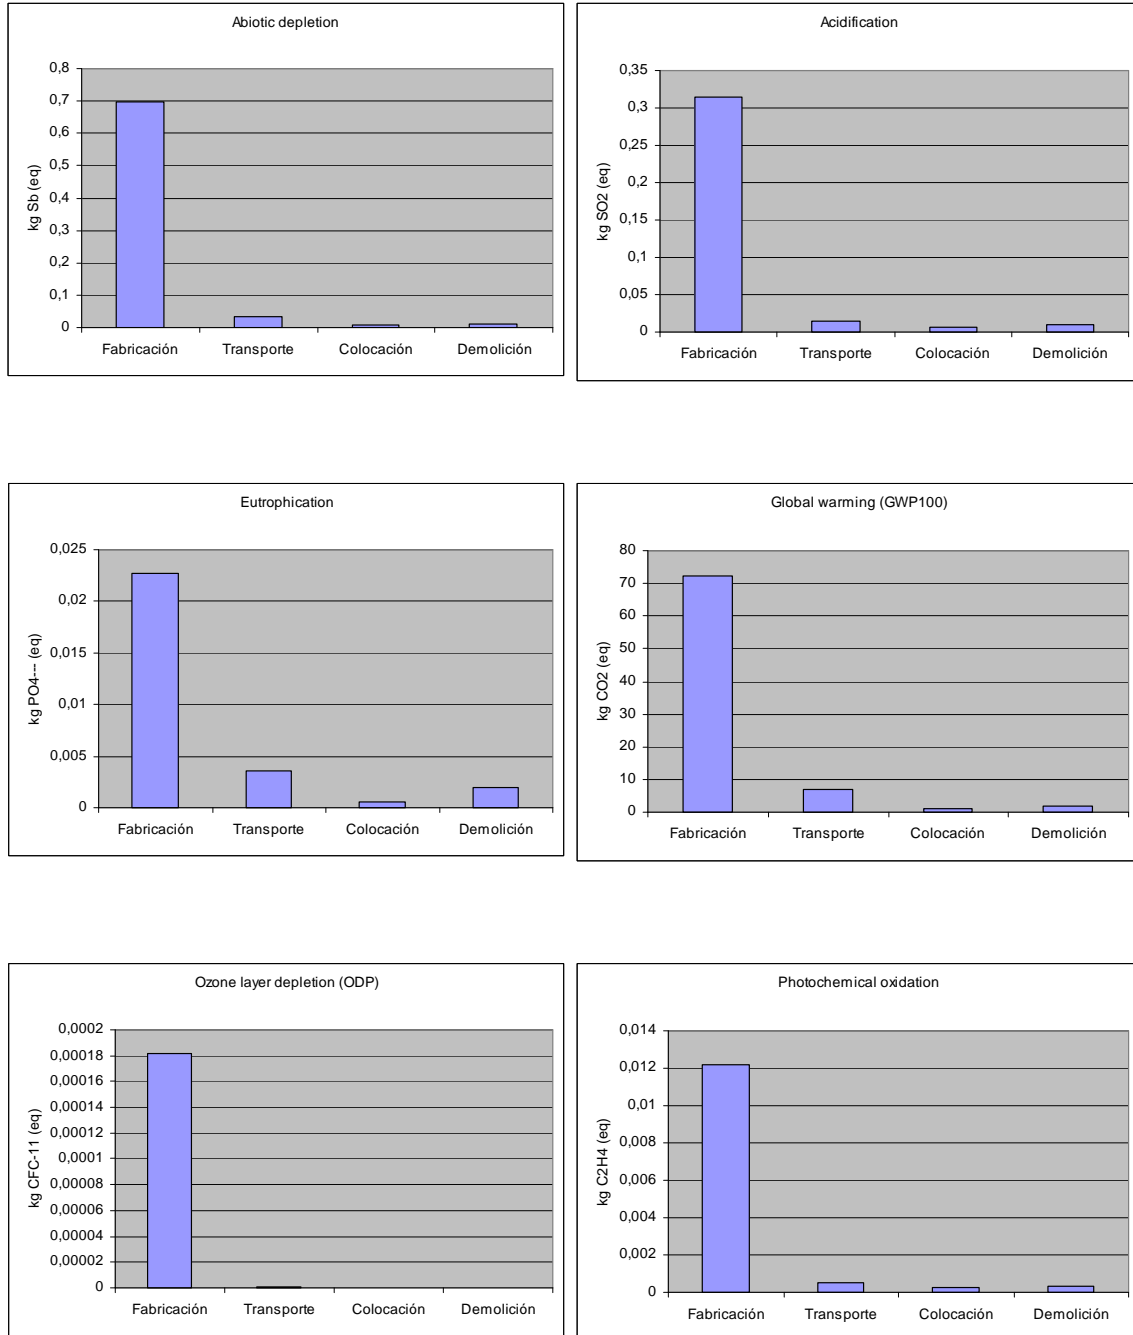 Abiotic depletion
kg Sb (eq)
0,8
0,7
0,6
0,5
0,4
0,3
0,2
0,1
0
Fabricación Transporte Colocación Demolición
Acidification
kg SO2 (eq)
0,35
0,3
0,25
0,2
0,15
0,1
0,05
0
Fabricación Transporte Colocación Demolición
Eutrophication
kg PO4--- (eq)
0,025
0,02
0,015
0,01
0,005
0
Fabricación Transporte Colocación Demolición
Global warming (GWP100)
kg CO2 (eq)
80
70
60
50
40
30
20
10
0
Fabricación Transporte Colocación Demolición
Ozone layer depletion (ODP)
kg CFC-11 (eq)
0,0002
0,00018
0,00016
0,00014
0,00012
0,0001
0,00008
0,00006
0,00004
0,00002
0
Fabricación Transporte Colocación Demolición
Photochemical oxidation
kg C2H4 (eq)
0,014
0,012
0,01
0,008
0,006
0,004
0,002
0
Fabricación Transporte Colocación Demolición